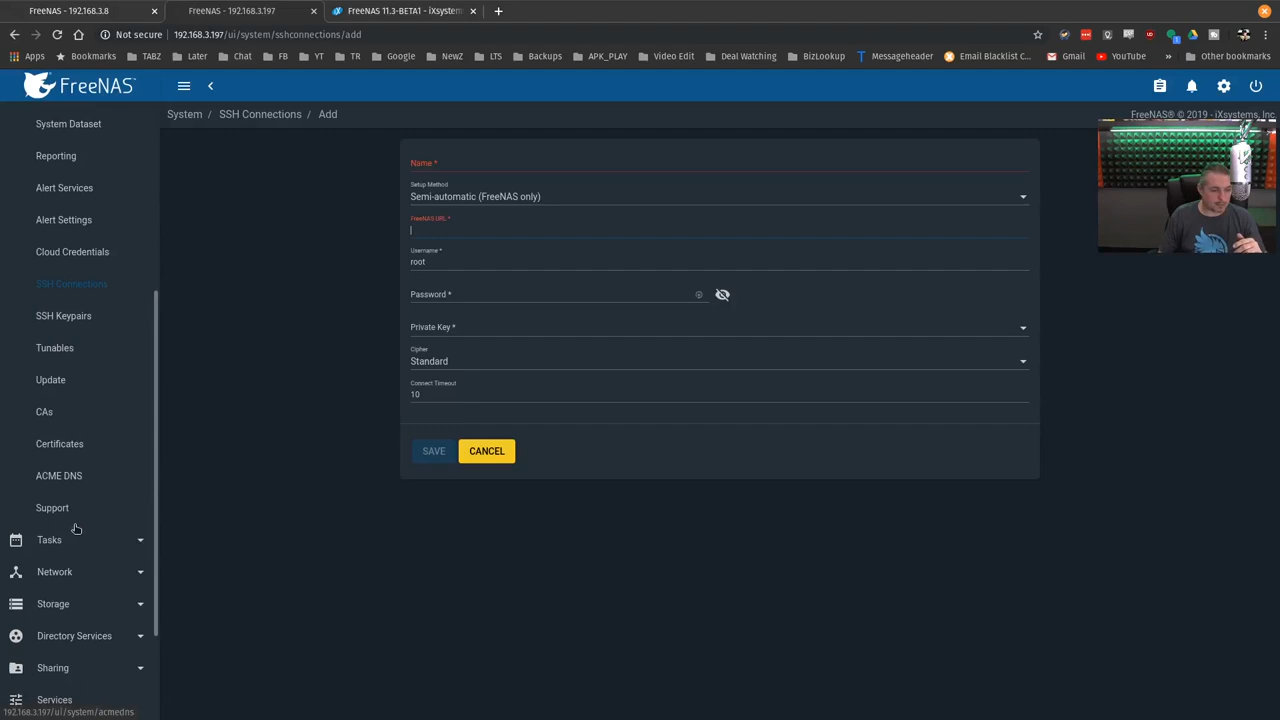 FreeNAS - 192.168.3.8
FreeNAS - 192.168.3.197
FreeNAS 11.3-BETA1 - iXsystem
Not secure
192.168.3.197/ui/system/sshconnections/add
Apps
Bookmarks
TABZ
Later
Chat
FB
YT
TR
Google
NewZ
LTS
Backups
APK_PLAY
Video Edit
Deal Watching
BizLookup
Messageheader
Email Blacklist C
Gmail
YouTube
»
Other bookmarks
FreeNAS
System / SSH Connections / Add
FreeNAS® © 2019 - iXsystems, Inc.
System Dataset
Reporting
Alert Services
Alert Settings
Cloud Credentials
SSH Connections
SSH Keypairs
Tunables
Update
CAs
Certificates
ACME DNS
Support
Tasks
Network
Storage
Directory Services
Sharing
Services
Name *
Setup Method
Semi-automatic (FreeNAS only)
FreeNAS URL *
Username *
root
Password *
Private Key *
Cipher
Standard
Connect Timeout
10
SAVE
CANCEL
192.168.3.197/ui/system/acmedns